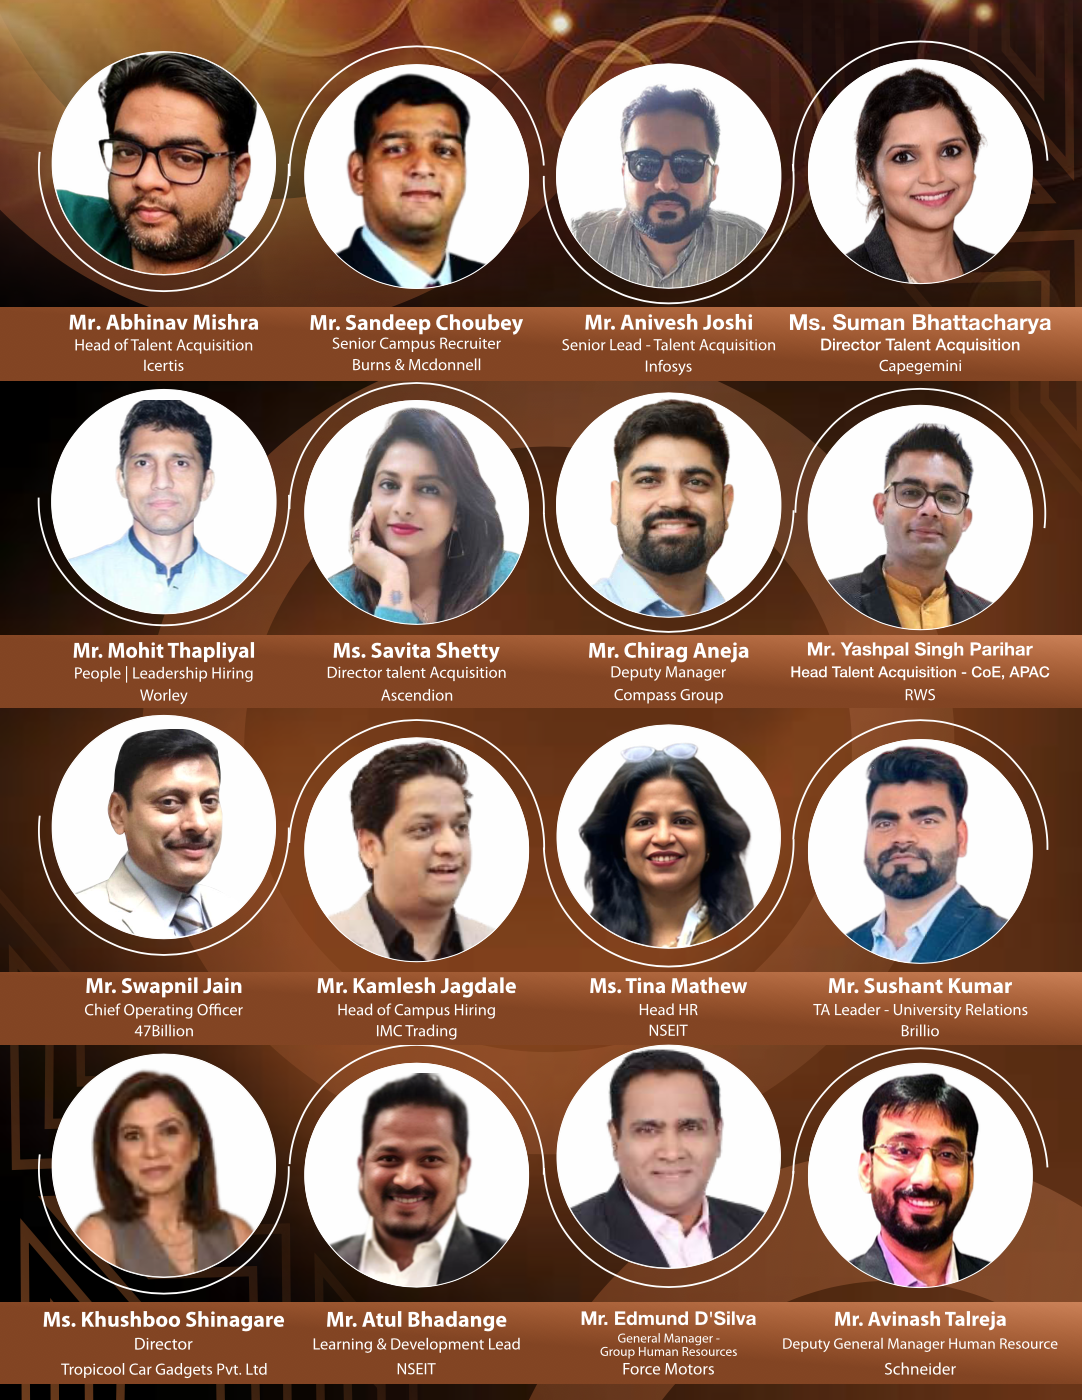 Mr. Abhinav Mishra
Head of Talent Acquisition
Icertis
Mr. Sandeep Choubey
Senior Campus Recruiter
Burns & Mcdonnell
Mr. Anivesh Joshi
Senior Lead - Talent Acquisition
Infosys
Ms. Suman Bhattacharya
Director Talent Acquisition
Capegemini
Mr. Mohit Thapliyal
People | Leadership Hiring
Worley
Ms. Savita Shetty
Director talent Acquisition
Ascendion
Mr. Chirag Aneja
Deputy Manager
Compass Group
Mr. Yashpal Singh Parihar
Head Talent Acquisition - CoE, APAC
RWS
Mr. Swapnil Jain
Chief Operating Officer
47Billion
Mr. Kamlesh Jagdale
Head of Campus Hiring
IMC Trading
Ms. Tina Mathew
Head HR
NSEIT
Mr. Sushant Kumar
TA Leader - University Relations
Brillio
Ms. Khushboo Shinagare
Director
Tropicool Car Gadgets Pvt. Ltd
Mr. Atul Bhadange
Learning & Development Lead
NSEIT
Mr. Edmund D'Silva
General Manager -
Group Human Resources
Force Motors
Mr. Avinash Talreja
Deputy General Manager Human Resource
Schneider